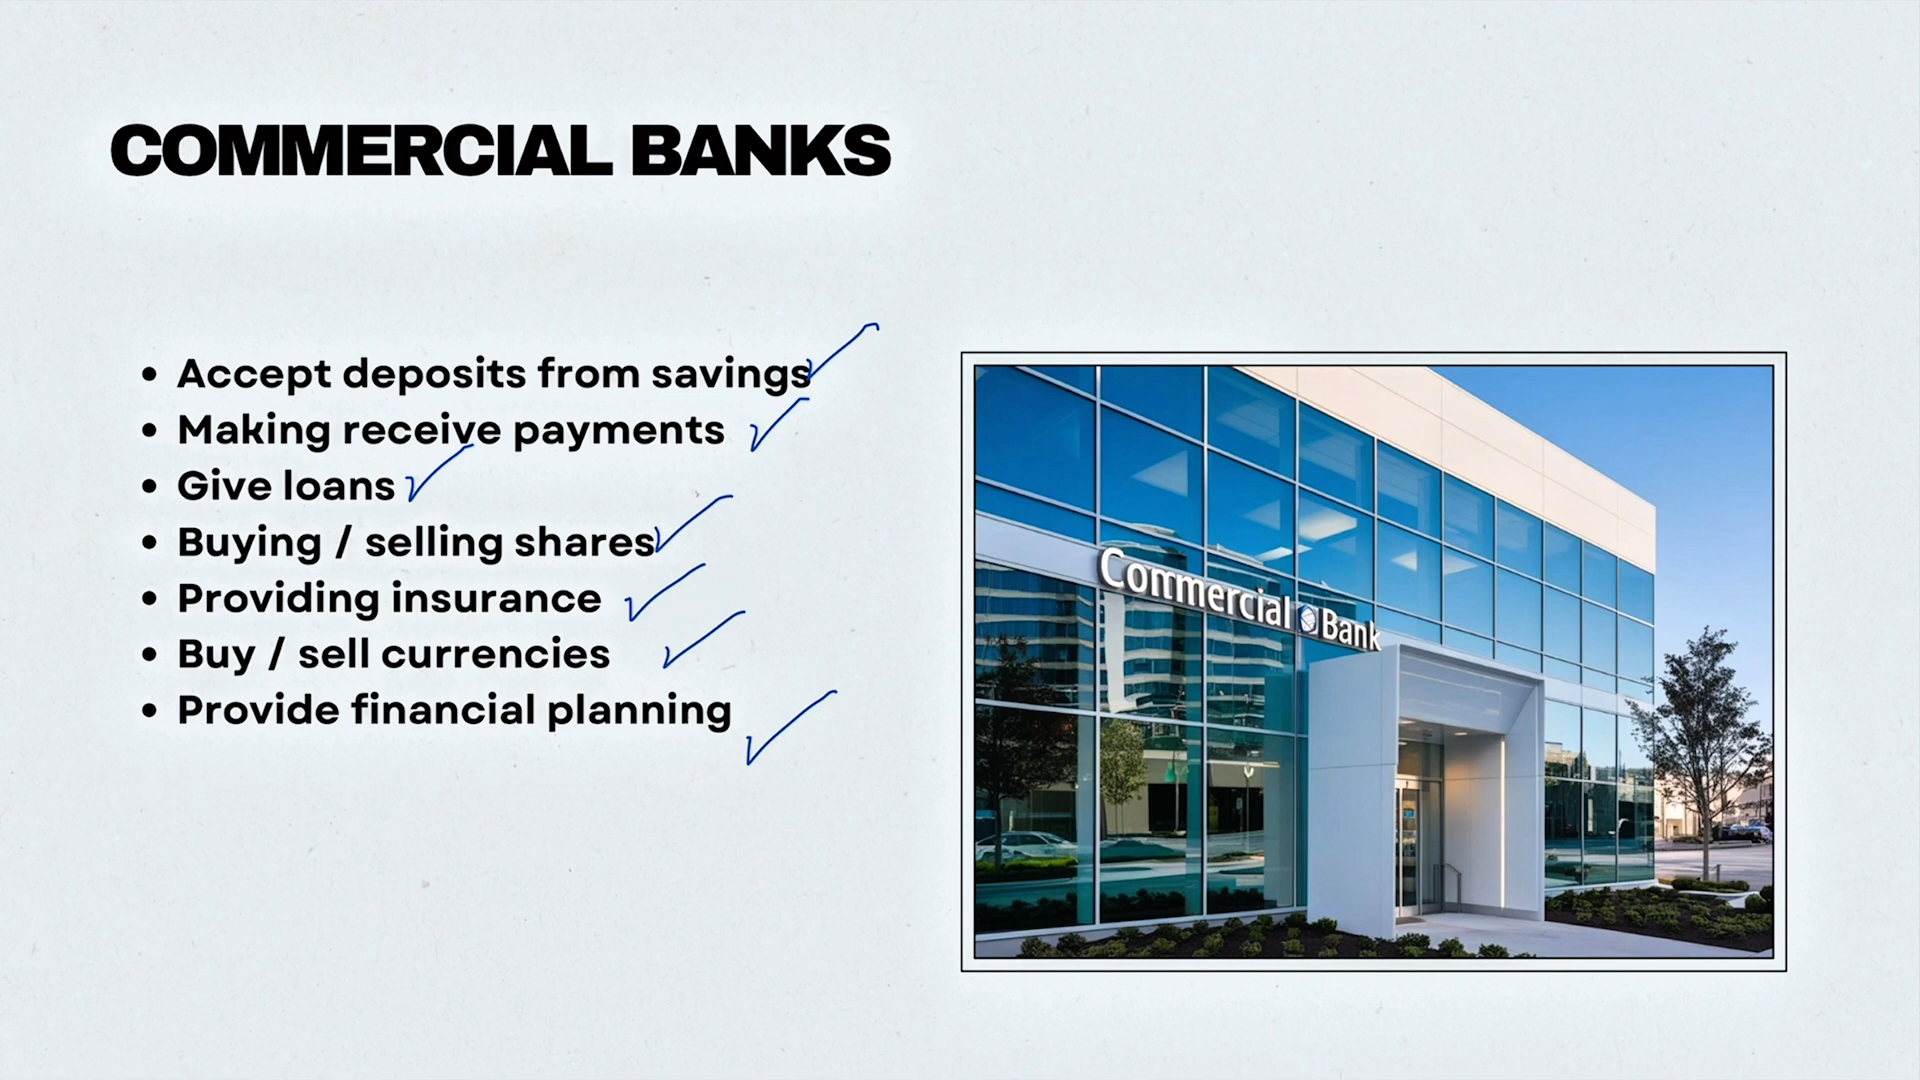 COMMERCIAL BANKS
• Accept deposits from savings
• Making receive payments
• Give loans
• Buying / selling shares
• Providing insurance
• Buy / sell currencies
• Provide financial planning
Commercial Bank